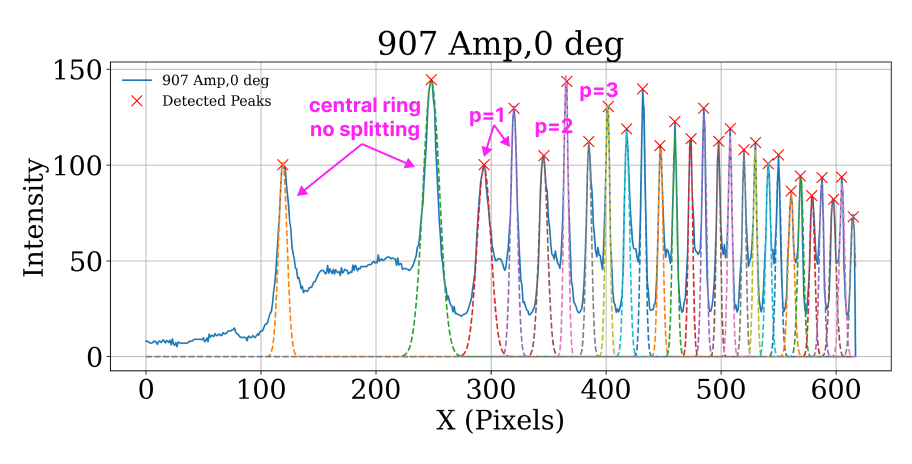 907 Amp,0 deg
907 Amp,0 deg
Detected Peaks
central ring
no splitting
p=1
p=2
p=3
Intensity
150
100
50
0
0 100 200 300 400 500 600
X (Pixels)